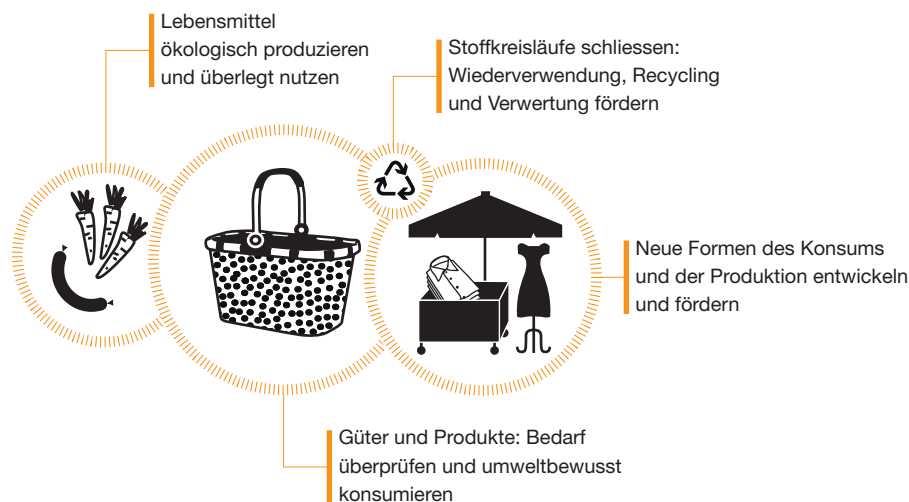 Lebensmittel
ökologisch produzieren
und überlegt nutzen
Stoffkreisläufe schliessen:
Wiederverwendung, Recycling
und Verwertung fördern
Neue Formen des Konsums
und der Produktion entwickeln
und fördern
Güter und Produkte: Bedarf
überprüfen und umweltbewusst
konsumieren